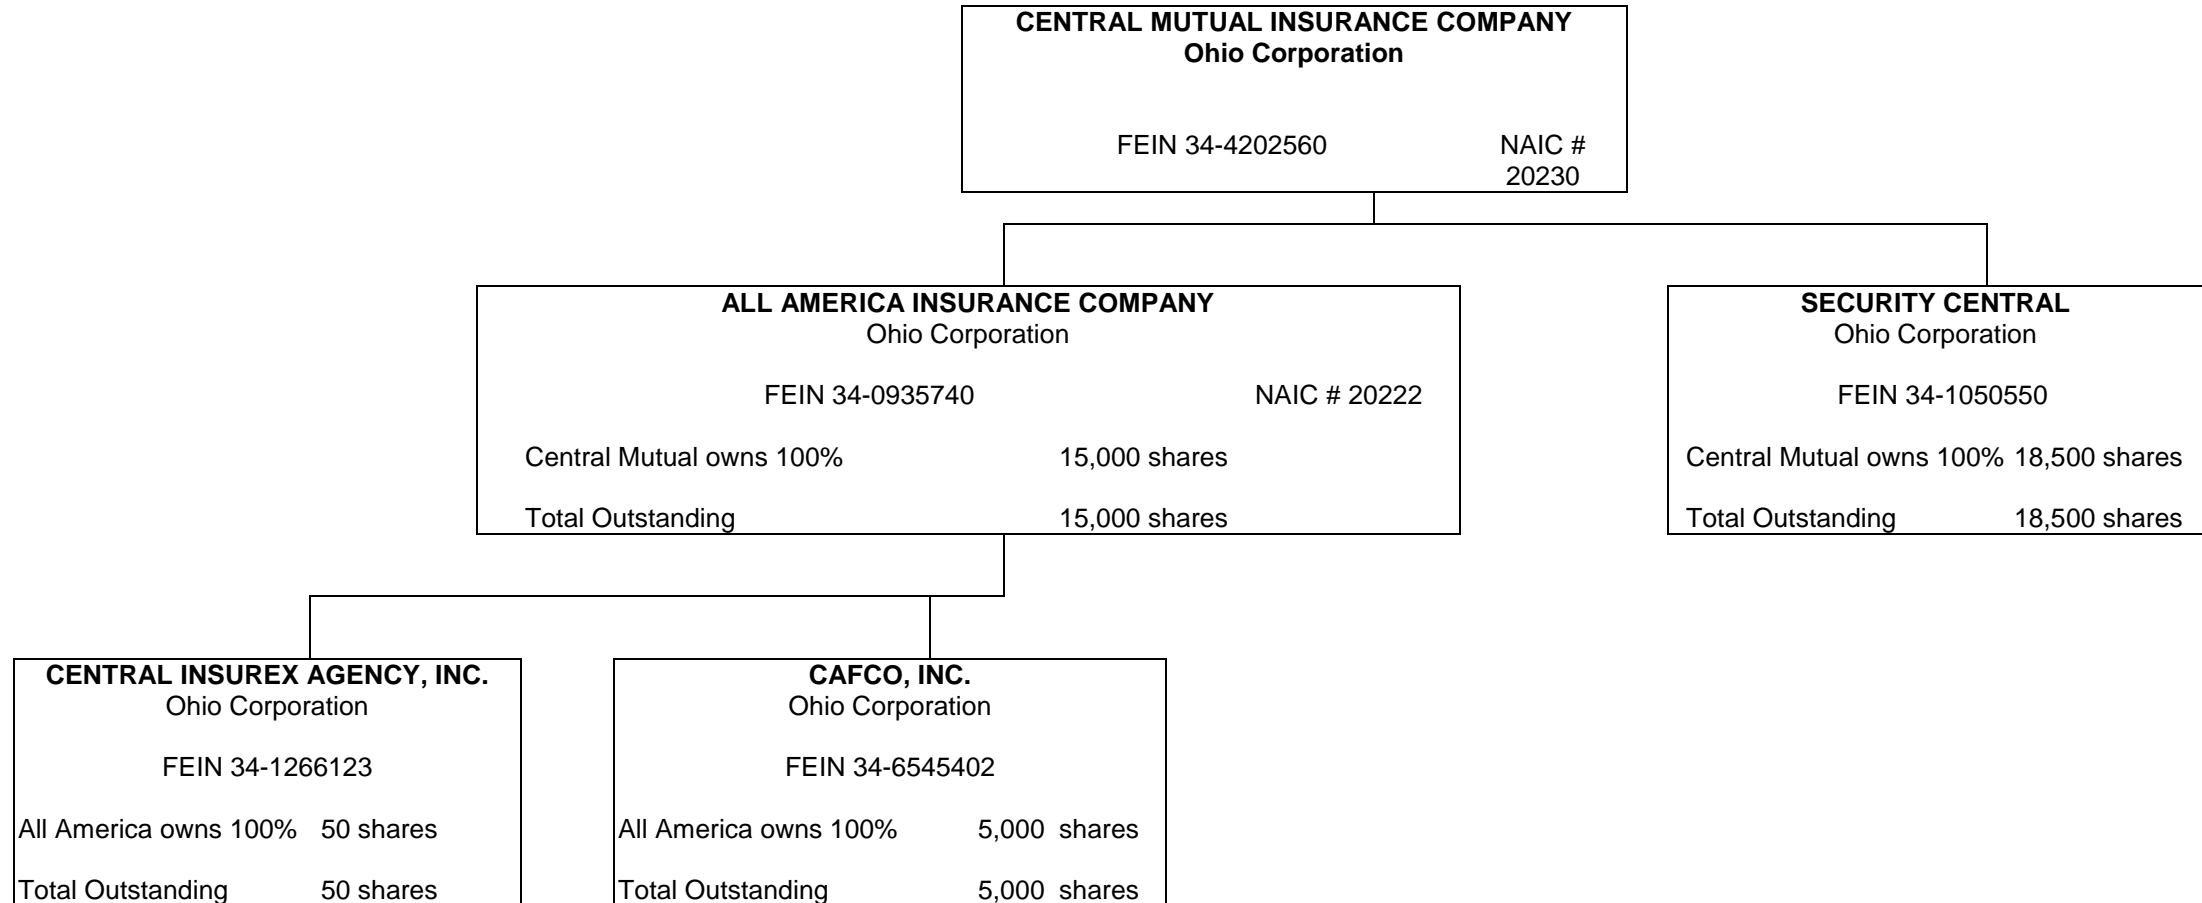 CENTRAL MUTUAL INSURANCE COMPANY
Ohio Corporation
FEIN 34-4202560 NAIC #
20230
ALL AMERICA INSURANCE COMPANY
Ohio Corporation
FEIN 34-0935740 NAIC # 20222
Central Mutual owns 100% 15,000 shares
Total Outstanding 15,000 shares
SECURITY CENTRAL
Ohio Corporation
FEIN 34-1050550
Central Mutual owns 100% 18,500 shares
Total Outstanding 18,500 shares
CENTRAL INSUREX AGENCY, INC.
Ohio Corporation
FEIN 34-1266123
All America owns 100% 50 shares
Total Outstanding 50 shares
CAFCO, INC.
Ohio Corporation
FEIN 34-6545402
All America owns 100% 5,000 shares
Total Outstanding 5,000 shares